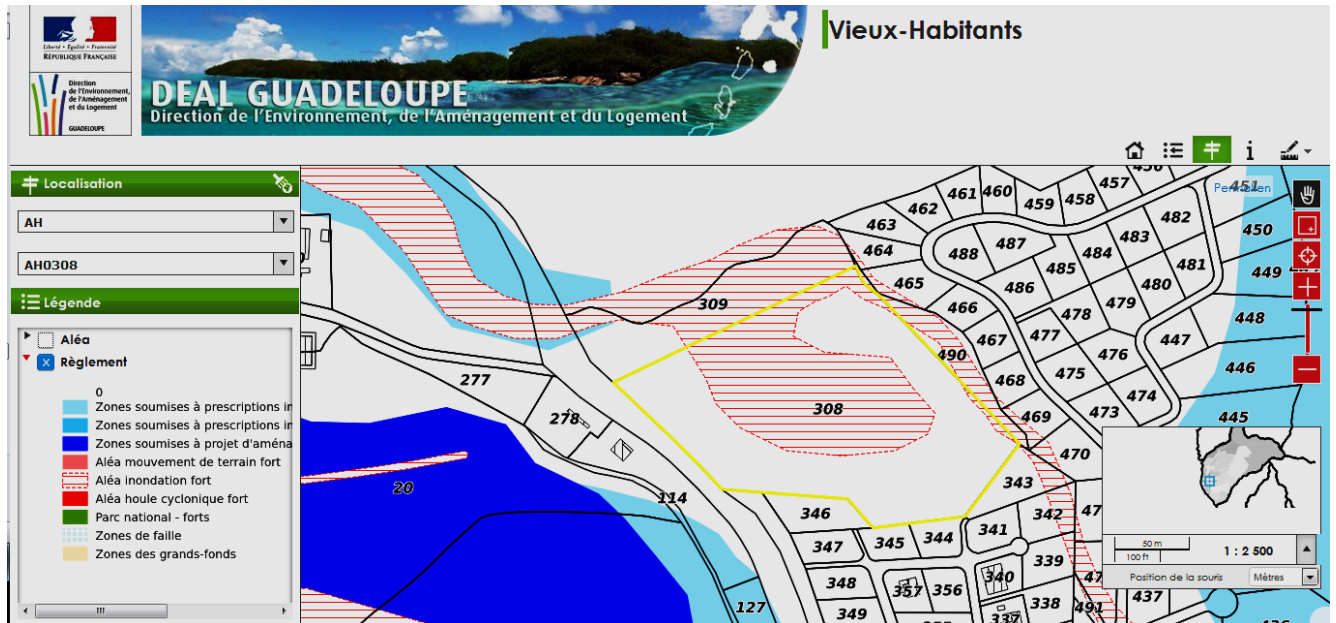 Liberté • Égalité • Fraternité
RÉPUBLIQUE FRANÇAISE
Direction
de l'Environnement,
de l'Aménagement
et du Logement
GUADELOUPE
DEAL GUADELOUPE
Direction de l'Environnement, de l'Aménagement et du Logement
Vieux-Habitants
Localisation
AH
AH0308
Légende
Aléa
Règlement
0
Zones soumises à prescriptions in
Zones soumises à prescriptions in
Zones soumises à projet d'aména
Aléa mouvement de terrain fort
Aléa inondation fort
Aléa houle cyclonique fort
Parc national - forts
Zones de faille
Zones des grands-fonds
Permalien
456
457
451
461
460
459
458
462
463
482
450
464
488
487
483
484
481
449
465
485
486
480
309
466
479
448
478
467
477
447
490
476
446
277
468
475
474
308
469
473
445
278
470
20
343
114
346
342
341
347
345
344
339
340
348
357
356
338
349
337
491
437
127
436
50 m
100 ft
1 : 2 500
Position de la souris
Mètres